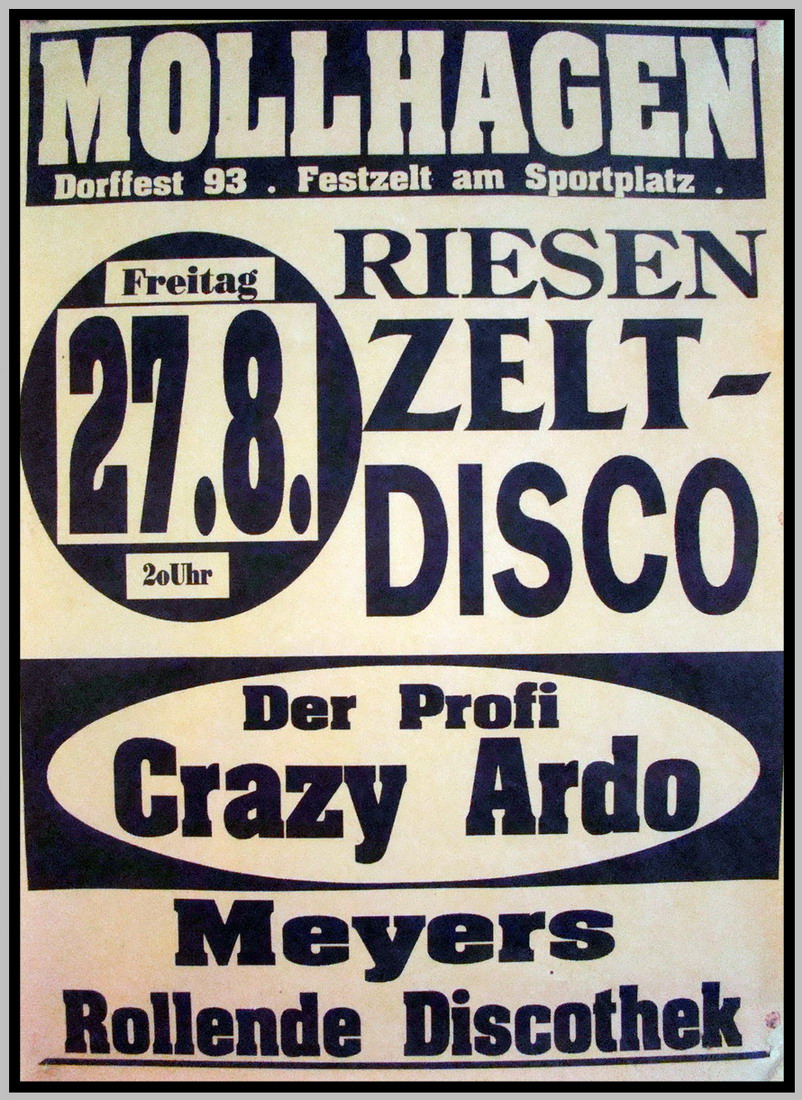 MOLLHAGEN
Dorffest 93 . Festzelt am Sportplatz .
Freitag
27.8.
2oUhr
RIESEN
ZELT-
DISCO
Der Profi
Crazy Ardo
Meyers
Rollende Discothek